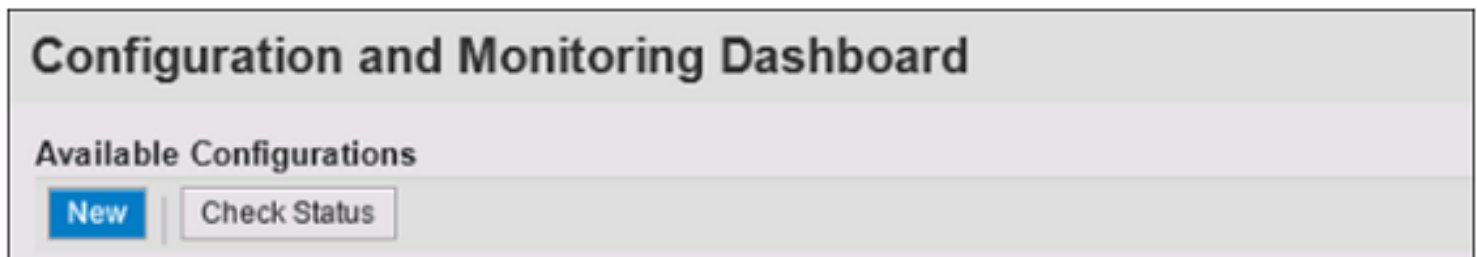 Configuration and Monitoring Dashboard
Available Configurations
New Check Status